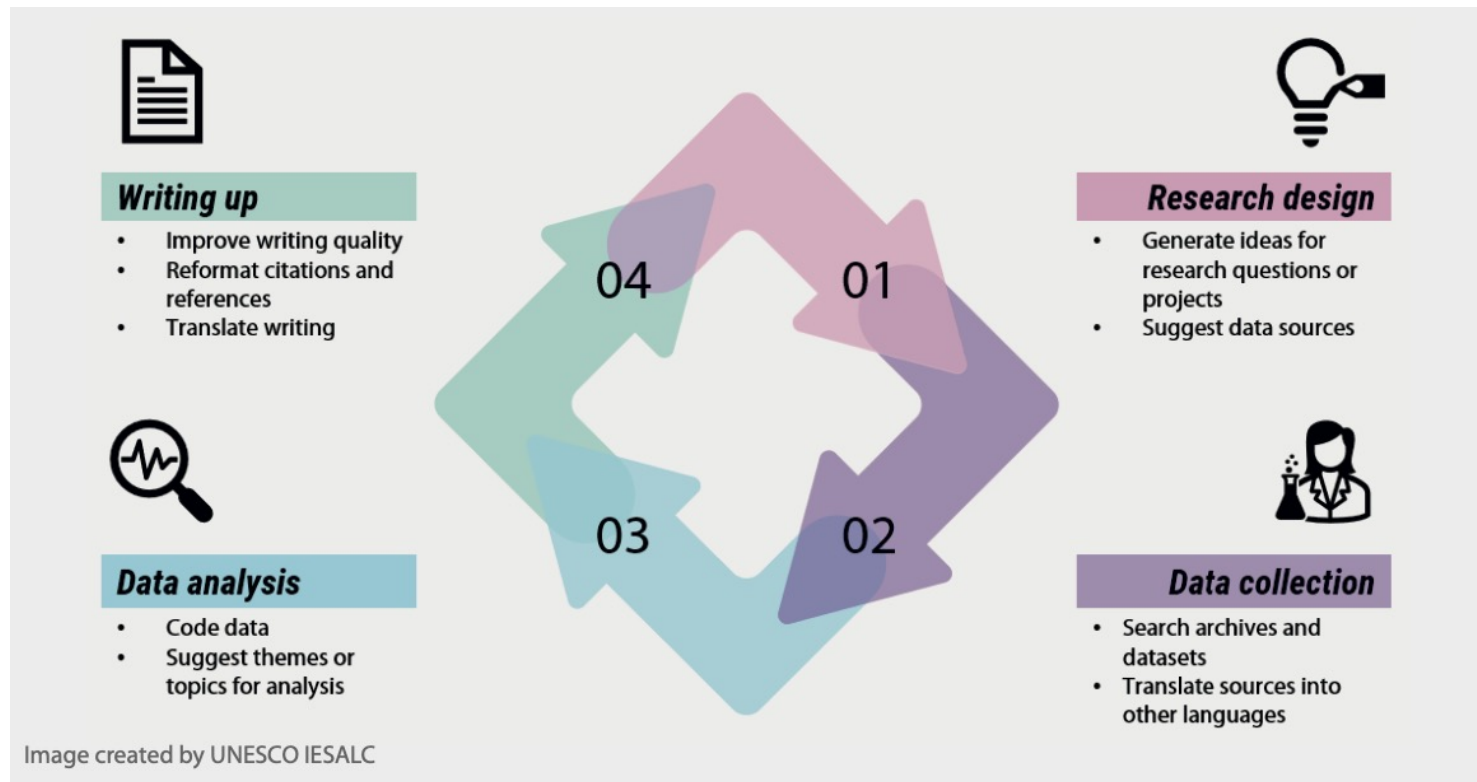 Writing up
• Improve writing quality
• Reformat citations and
references
• Translate writing
04
01
Research design
• Generate ideas for
research questions or
projects
• Suggest data sources
03
02
Data analysis
• Code data
• Suggest themes or
topics for analysis
Data collection
• Search archives and
datasets
• Translate sources into
other languages
Image created by UNESCO IESALC